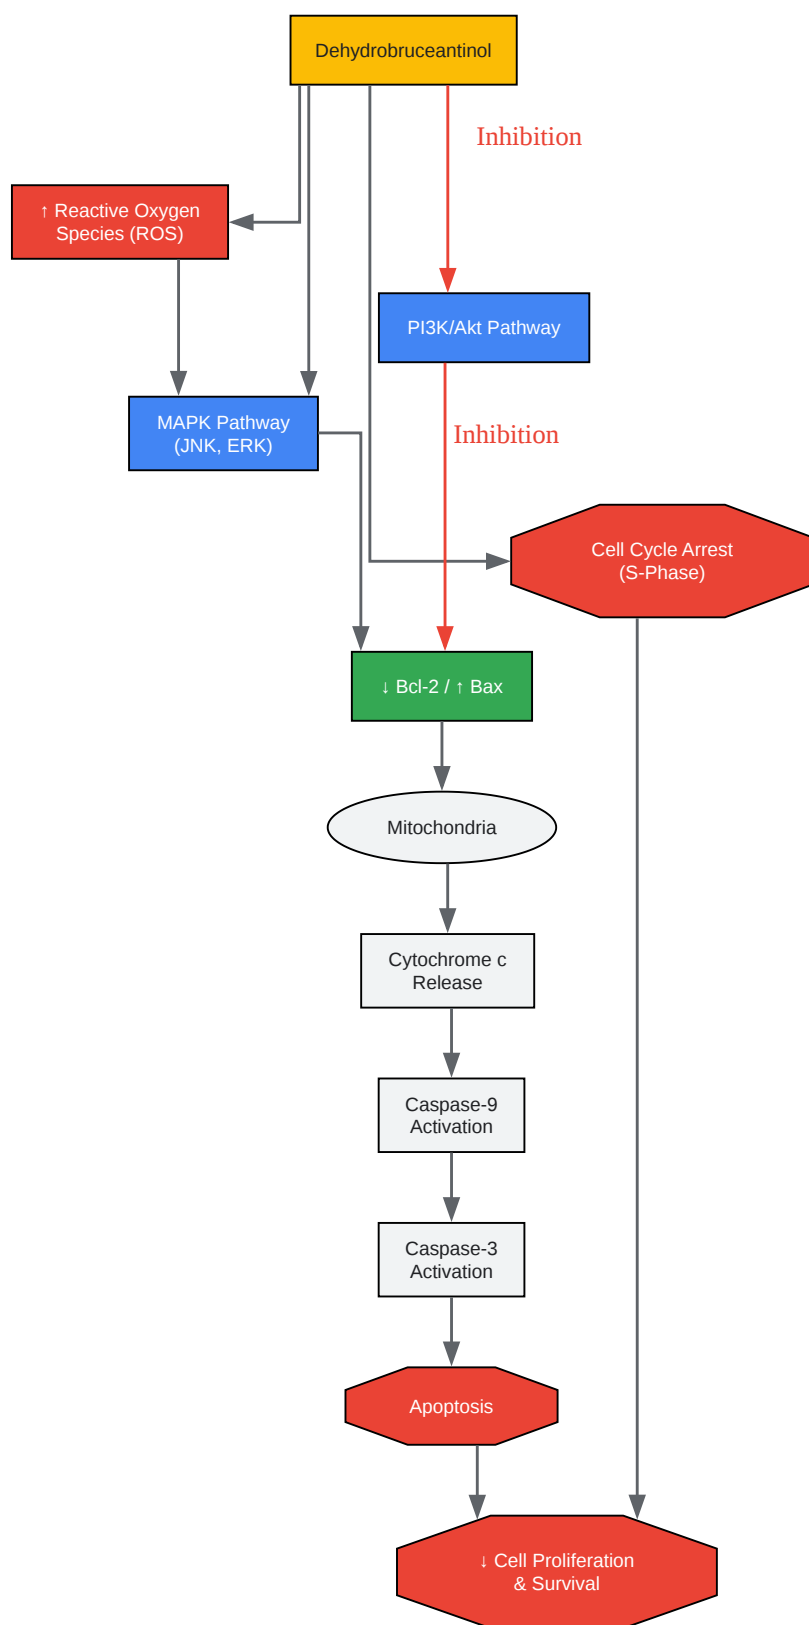 Dehydrobruceantinol
Inhibition
↑ Reactive Oxygen
Species (ROS)
PI3K/Akt Pathway
MAPK Pathway
(JNK, ERK)
Inhibition
Cell Cycle Arrest
(S-Phase)
↓ Bcl-2 / ↑ Bax
Mitochondria
Cytochrome c
Release
Caspase-9
Activation
Caspase-3
Activation
Apoptosis
↓ Cell Proliferation
& Survival